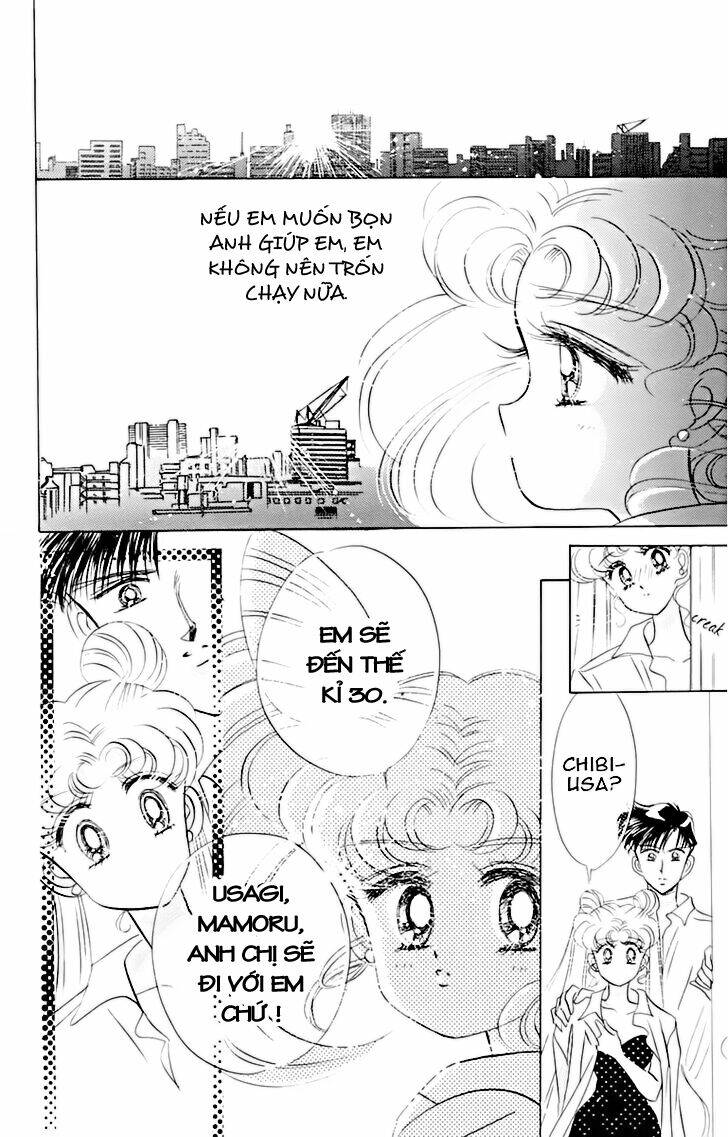 NẾU EM MUỐN BỌN
ANH GIÚP EM, EM
KHÔNG NÊN TRỐN
CHẠY NỮA.
creak
CHIBI-
USA?
EM SẼ
ĐẾN THẾ
KỈ 30.
USAGI,
MAMORU,
ANH CHỊ SẼ
ĐI VỚI EM
CHỨ.!